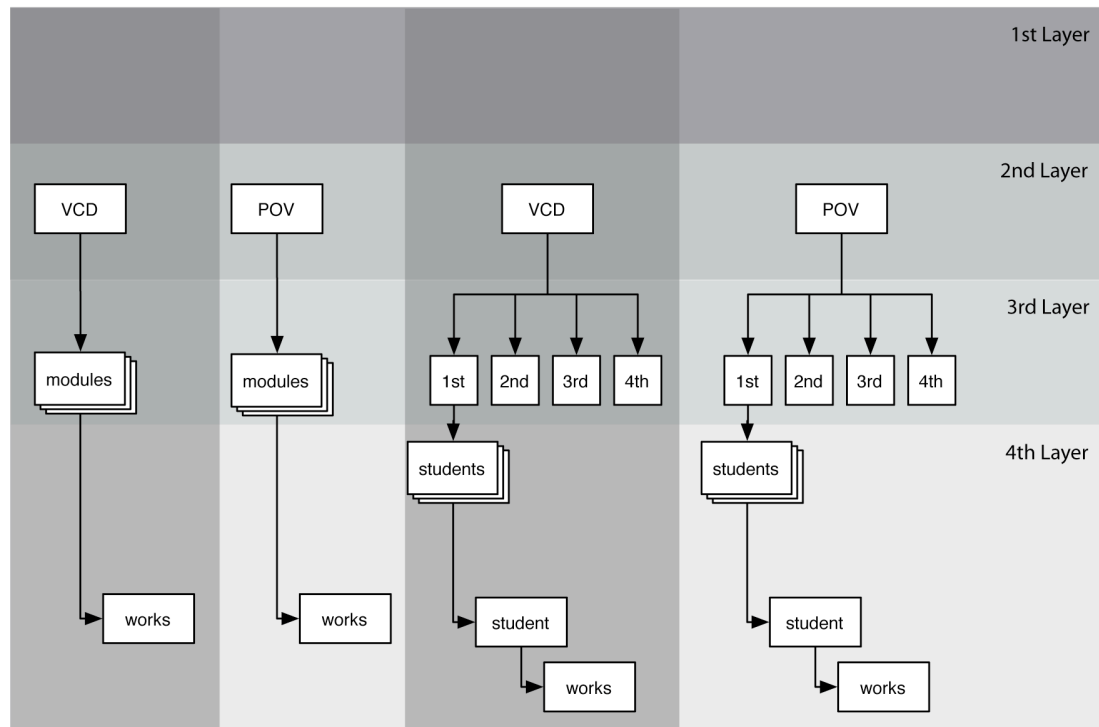 1st Layer
2nd Layer
VCD
POV
VCD
POV
3rd Layer
modules
modules
1st
2nd
3rd
4th
1st
2nd
3rd
4th
4th Layer
students
students
works
works
student
student
works
works